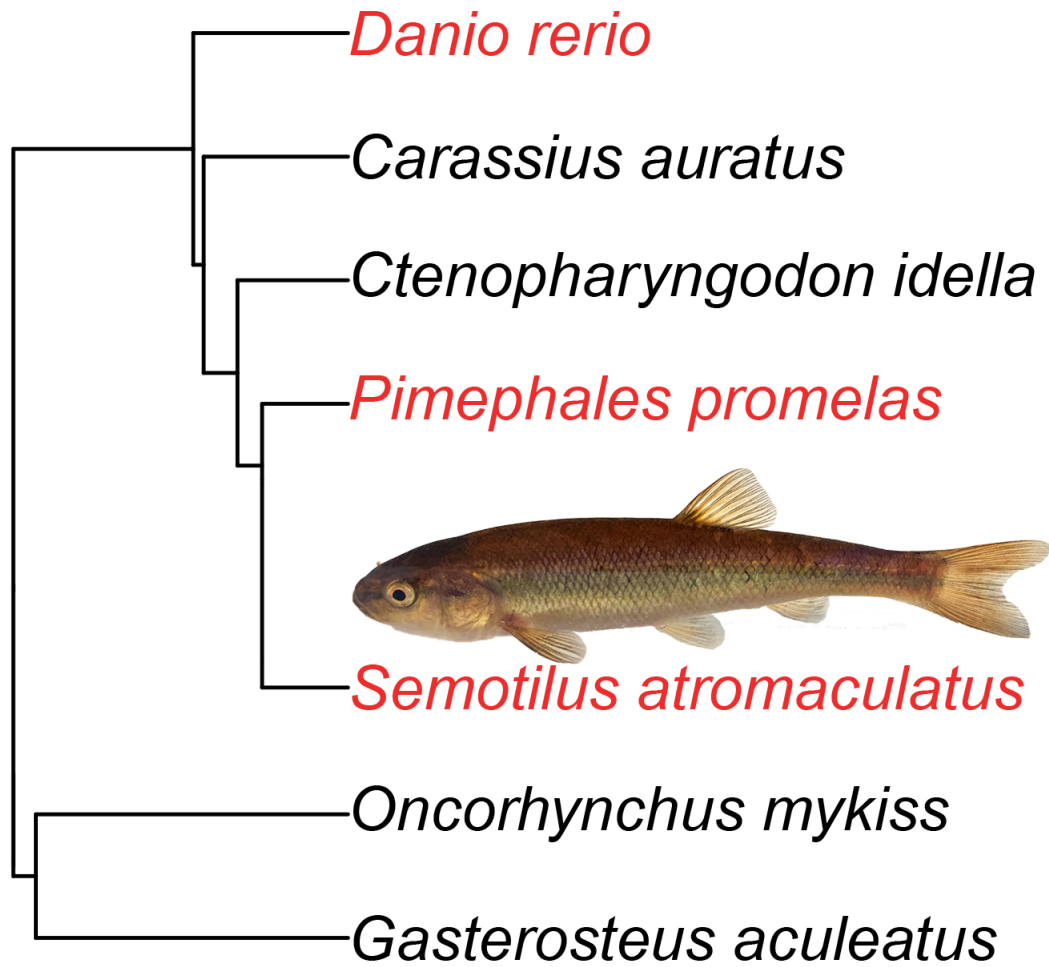 Danio rerio
Carassius auratus
Ctenopharyngodon idella
Pimephales promelas
Semotilus atromaculatus
Oncorhynchus mykiss
Gasterosteus aculeatus